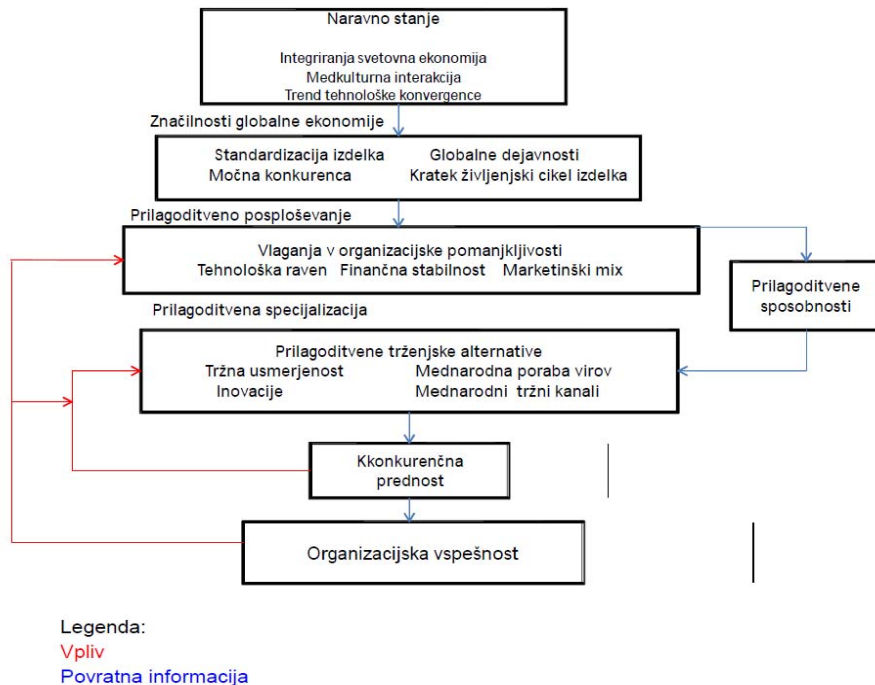 Naravno stanje
Integriranja svetovna ekonomija
Medkulturna interakcija
Trend tehnološke konvergence
Značilnosti globalne ekonomije
Standardizacija izdelka Globalne dejavnosti
Močna konkurenca Kratek življenjski cikel izdelka
Prilagoditveno posploševanje
Vlaganja v organizacijske pomanjkljivosti
Tehnološka raven Finančna stabilnost Marketinški mix
Prilagoditvene
sposobnosti
Prilagoditvena specializacija
Prilagoditvene trženjske alternative
Tržna usmerjenost Mednarodna poraba virov
Inovacije Mednarodni tržni kanali
Kkonkurenčna
prednost
Organizacijska vspešnost
Legenda:
Vpliv
Povratna informacija